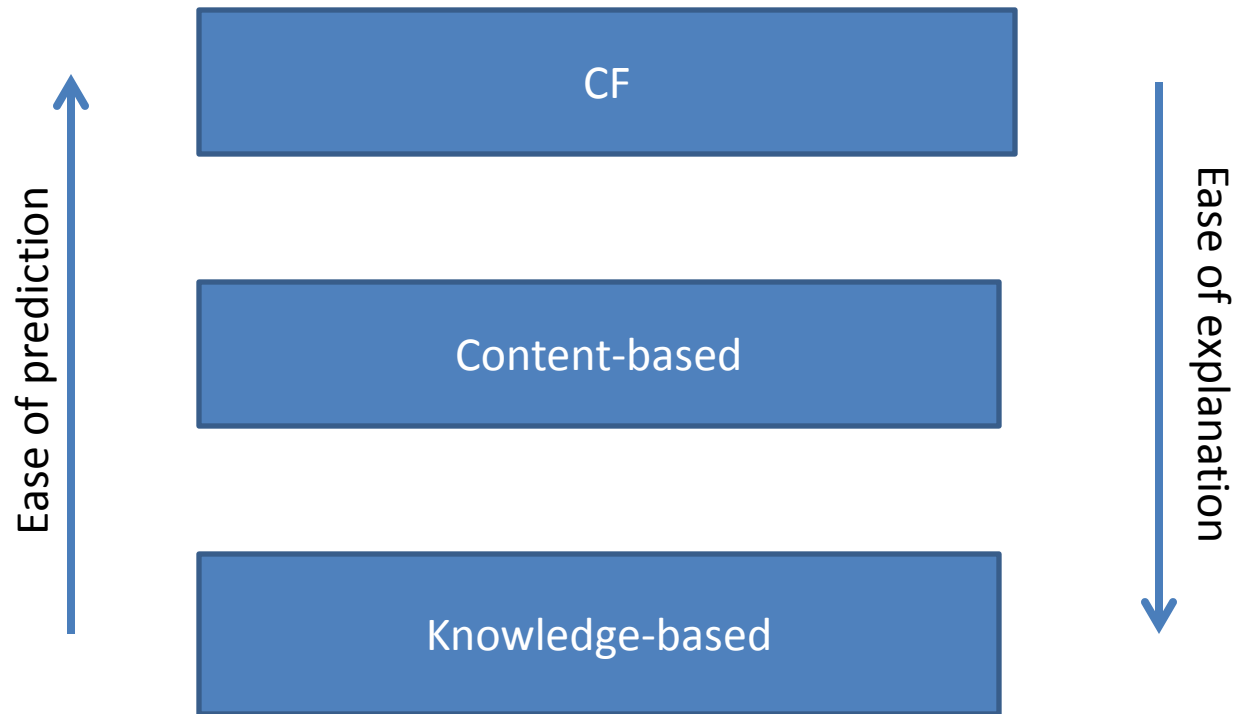 CF
Ease of prediction
Content-based
Ease of explanation
Knowledge-based